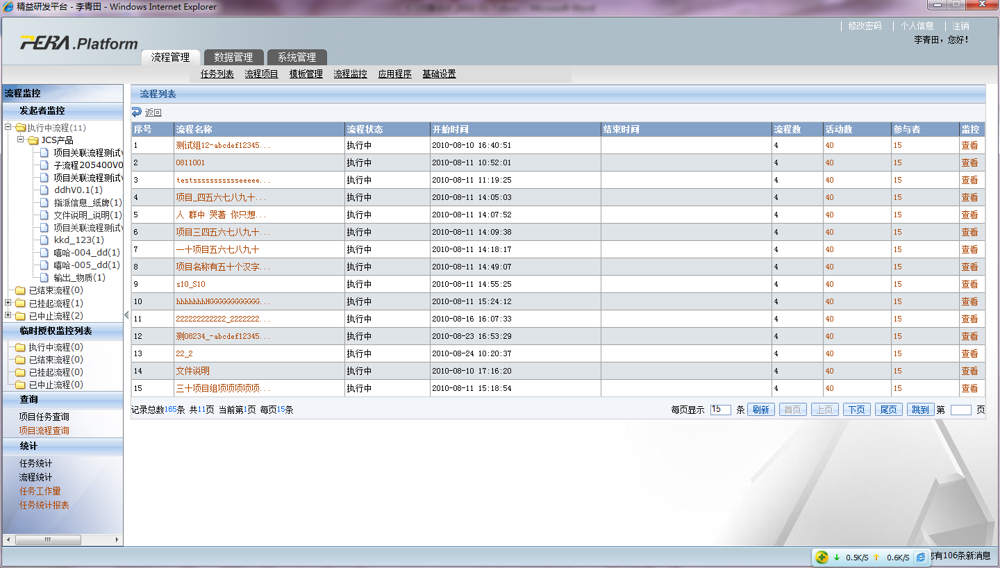 精益研发平台 - 李青田 - Windows Internet Explorer
修改密码 | 个人信息 | 注销
李青田，您好！
PERA.Platform
流程管理 数据管理 系统管理
任务列表 流程项目 模板管理 流程监控 应用程序 基础设置
流程监控
发起者监控
执行中流程(11)
JCS产品
项目关联流程测试
子流程205400V0
项目关联流程测试
ddhV0.1(1)
指派信息_纸牌(1)
文件说明_说明(1)
项目关联流程测试
kkd_123(1)
嘻哈-004_dd(1)
嘻哈-005_dd(1)
输出_物质(1)
已结束流程(0)
已挂起流程(1)
已中止流程(2)
临时授权监控列表
执行中流程(0)
已结束流程(0)
已挂起流程(0)
已中止流程(0)
查询
项目任务查询
项目流程查询
统计
任务统计
流程统计
任务工作量
任务统计报表
流程列表
返回
序号 流程名称 流程状态 开始时间 结束时间 流程数 活动数 参与者 监控
1 测试组12-abcdef12345... 执行中 2010-08-10 16:40:51 4 40 15 查看
2 0811001 执行中 2010-08-11 10:52:01 4 40 15 查看
3 testsssssssssseeeee... 执行中 2010-08-11 11:19:25 4 40 15 查看
4 项目_四五六七八九十... 执行中 2010-08-11 14:05:03 4 40 15 查看
5 人 群中 哭著 你只想... 执行中 2010-08-11 14:07:52 4 40 15 查看
6 项目三四五六七八九十... 执行中 2010-08-11 14:09:38 4 40 15 查看
7 一十项目五六七八九十 执行中 2010-08-11 14:18:17 4 40 15 查看
8 项目名称有五十个汉字... 执行中 2010-08-11 14:49:07 4 40 15 查看
9 s10_S10 执行中 2010-08-11 14:55:25 4 40 15 查看
10 hhhhhhhHGGGGGGGGGGGG... 执行中 2010-08-11 15:24:12 4 40 15 查看
11 222222222222_2222222... 执行中 2010-08-16 16:07:33 4 40 15 查看
12 测08234_-abcdef12345... 执行中 2010-08-23 16:53:29 4 40 15 查看
13 22_2 执行中 2010-08-24 10:20:37 4 40 15 查看
14 文件说明 执行中 2010-08-10 17:16:20 4 40 15 查看
15 三十项目组项项项项项... 执行中 2010-08-11 15:18:54 4 40 15 查看
记录总数165条 共11页 当前第1页 每页15条 每页显示 15 条 刷新 首页 上页 下页 尾页 跳到 第 页
0.5K/S 0.6K/S 您有106条新消息